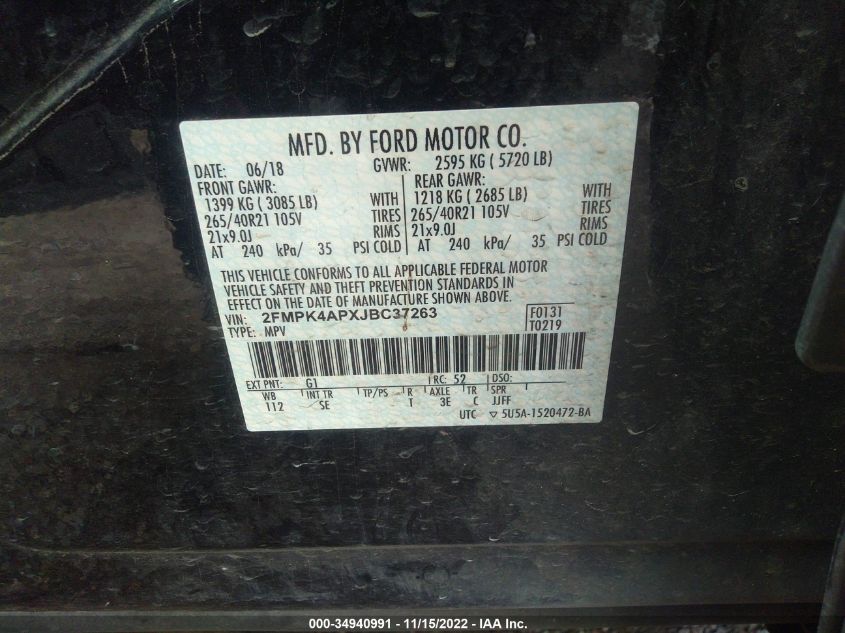 MFD. BY FORD MOTOR CO.
DATE: 06/18 GVWR: 2595 KG ( 5720 LB)
FRONT GAWR: REAR GAWR:
1399 KG ( 3085 LB) WITH 1218 KG ( 2685 LB) WITH
265/40R21 105V TIRES 265/40R21 105V TIRES
21x9.0J RIMS 21x9.0J RIMS
AT 240 kPa/ 35 PSI COLD AT 240 kPa/ 35 PSI COLD
THIS VEHICLE CONFORMS TO ALL APPLICABLE FEDERAL MOTOR
VEHICLE SAFETY AND THEFT PREVENTION STANDARDS IN
EFFECT ON THE DATE OF MANUFACTURE SHOWN ABOVE.
VIN: 2FMPK4APXJBC37263 F0131
TYPE: MPV T0219
EXT PNT: G1 RC: 52 DSO:
WB INT TR TP/PS R AXLE TR SPR
112 SE T 3E C JJFF
UTC ▽ 5U5A-1520472-BA
000-34940991 - 11/15/2022 - IAA Inc.